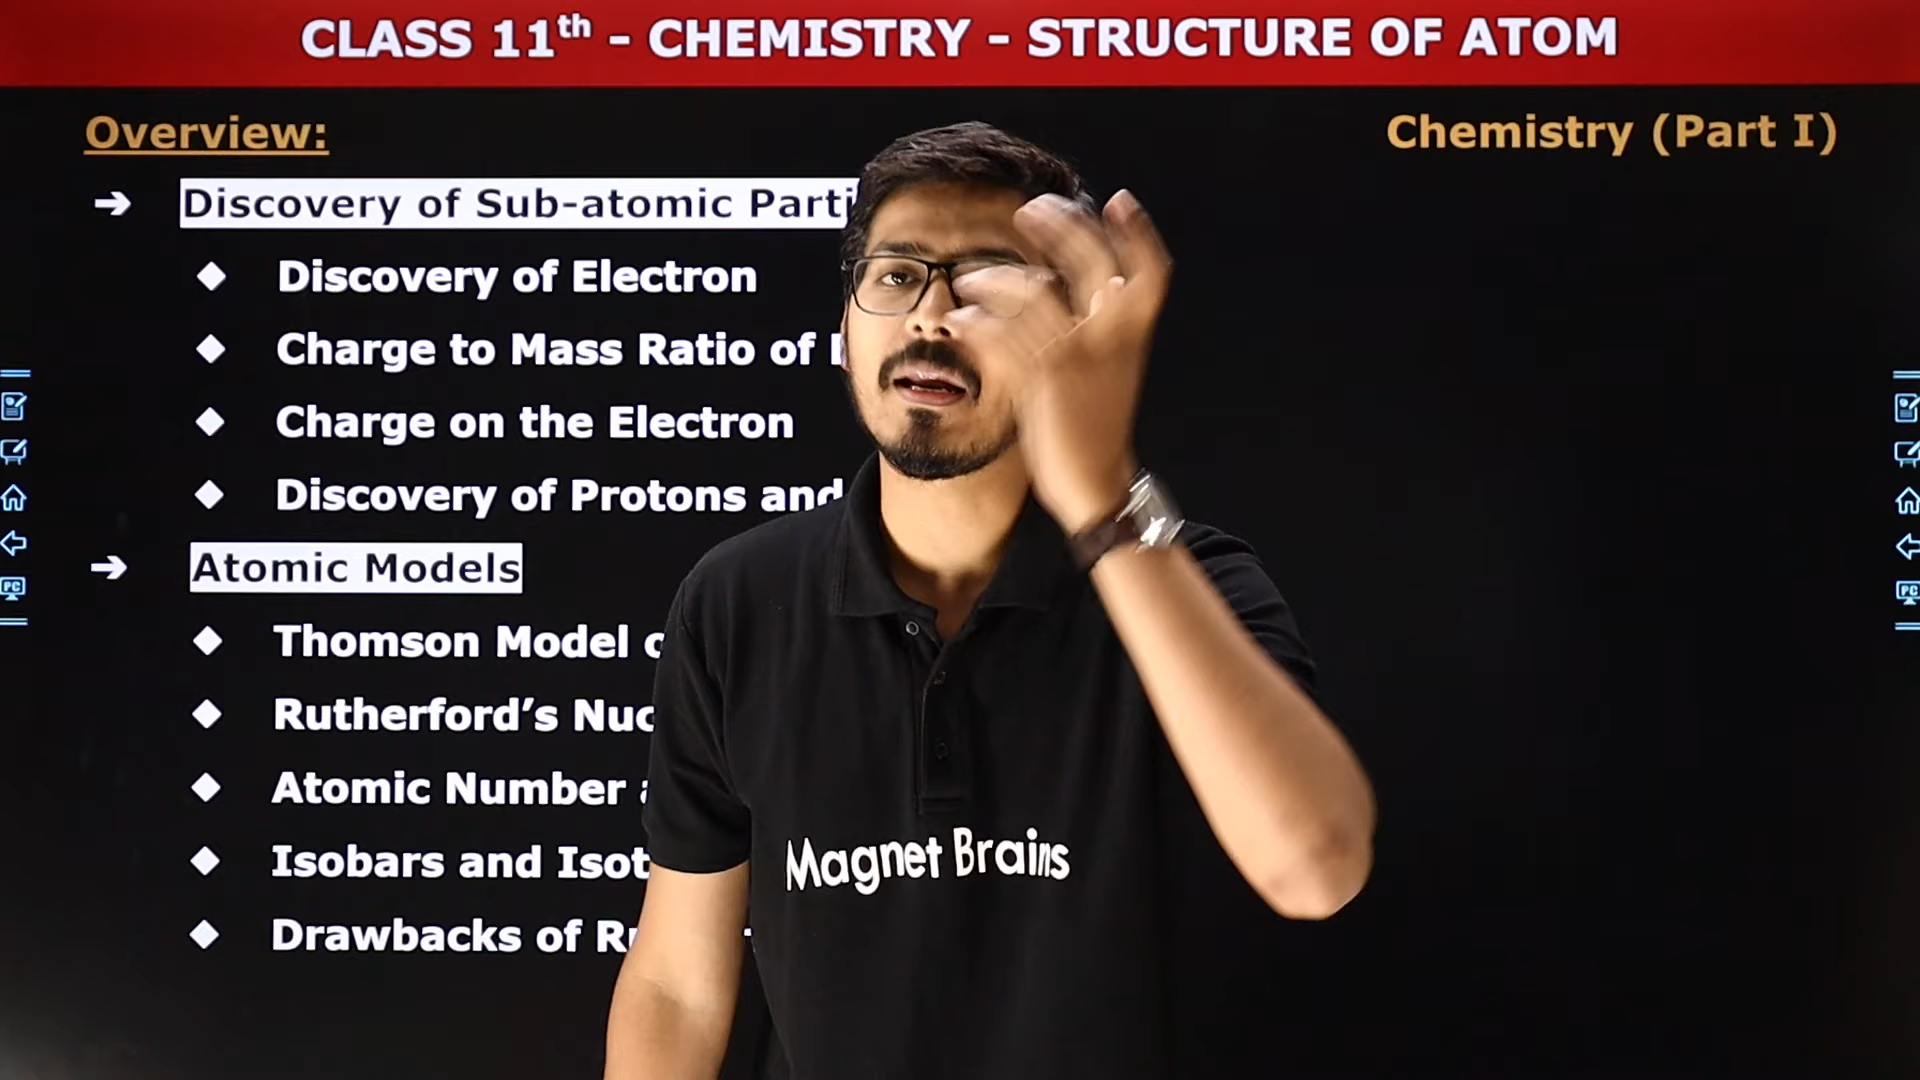 CLASS 11th - CHEMISTRY - STRUCTURE OF ATOM
Overview:
Chemistry (Part I)
➔ Discovery of Sub-atomic Parti
◆ Discovery of Electron
◆ Charge to Mass Ratio of
◆ Charge on the Electron
◆ Discovery of Protons and
➔ Atomic Models
◆ Thomson Model
◆ Rutherford’s Nuc
◆ Atomic Number
◆ Isobars and Isot
◆ Drawbacks of R
Magnet Brains
PC
PC